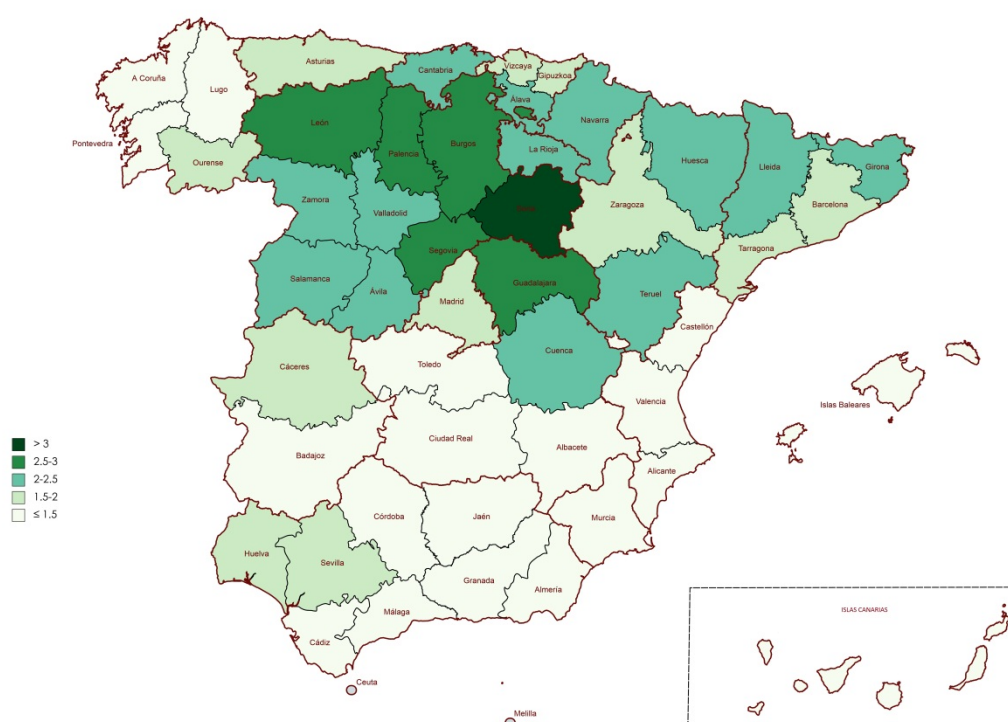 Asturias
Cantabria
Vizcaya
Gipuzkoa
A Coruña
Lugo
Álava
Navarra
León
Palencia
Burgos
La Rioja
Huesca
Lleida
Girona
Pontevedra
Ourense
Zamora
Valladolid
Zaragoza
Barcelona
Segovia
Tarragona
Salamanca
Ávila
Guadalajara
Teruel
Madrid
Castellón
Cuenca
Cáceres
Toledo
Islas Baleares
Valencia
Ciudad Real
Albacete
Badajoz
Alicante
Córdoba
Jaén
Murcia
Huelva
Sevilla
Granada
Almería
Málaga
Cádiz
Ceuta
Melilla
> 3
2.5-3
2-2.5
1.5-2
≤ 1.5
ISLAS CANARIAS